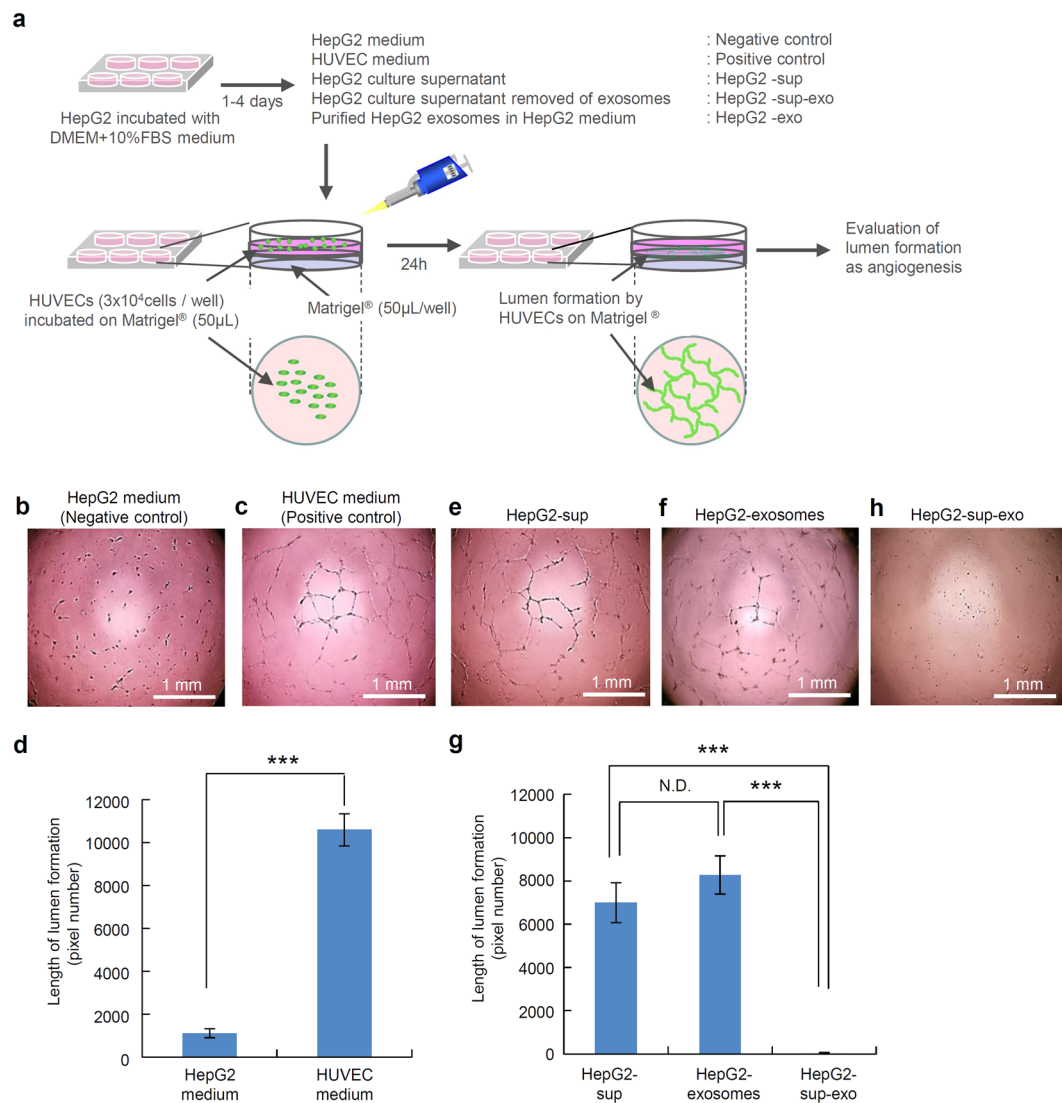 a
HepG2 medium : Negative control
HUVEC medium : Positive control
HepG2 culture supernatant : HepG2 -sup
HepG2 culture supernatant removed of exosomes : HepG2 -sup-exo
Purified HepG2 exosomes in HepG2 medium : HepG2 -exo
1-4 days
HepG2 incubated with
DMEM+10%FBS medium
24h
Evaluation of
lumen formation
as angiogenesis
HUVECs (3x10⁴cells / well)
incubated on Matrigel® (50µL)
Matrigel® (50µL/well)
Lumen formation by
HUVECs on Matrigel ®
b
HepG2 medium
(Negative control)
1 mm
c
HUVEC medium
(Positive control)
1 mm
e
HepG2-sup
1 mm
f
HepG2-exosomes
1 mm
h
HepG2-sup-exo
1 mm
d
***
Length of lumen formation
(pixel number)
12000
10000
8000
6000
4000
2000
0
HepG2
medium
HUVEC
medium
g
***
N.D.
***
Length of lumen formation
(pixel number)
12000
10000
8000
6000
4000
2000
0
HepG2-
sup
HepG2-
exosomes
HepG2-
sup-exo